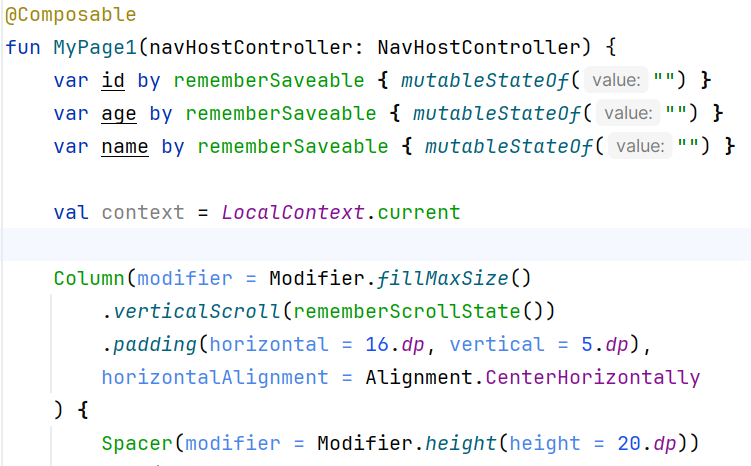 @Composable
fun MyPage1(navHostController: NavHostController) {
    var id by rememberSaveable { mutableStateOf( value: "") }
    var age by rememberSaveable { mutableStateOf( value: "") }
    var name by rememberSaveable { mutableStateOf( value: "") }
    val context = LocalContext.current
    Column(modifier = Modifier.fillMaxSize()
        .verticalScroll(rememberScrollState())
        .padding(horizontal = 16.dp, vertical = 5.dp),
        horizontalAlignment = Alignment.CenterHorizontally
    ) {
        Spacer(modifier = Modifier.height(height = 20.dp))